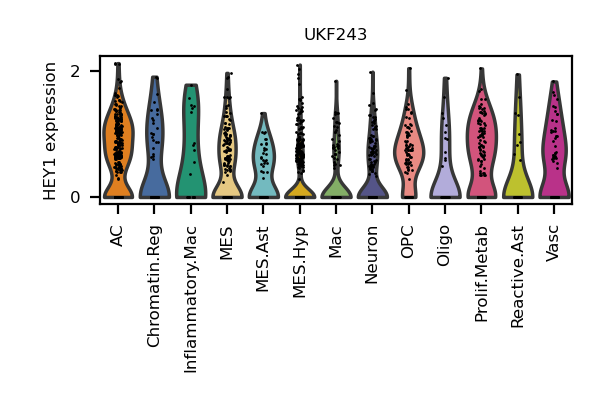 UKF243
HEY1 expression
2
0
AC
Chromatin.Reg
Inflammatory.Mac
MES
MES.Ast
MES.Hyp
Mac
Neuron
OPC
Oligo
Prolif.Metab
Reactive.Ast
Vasc